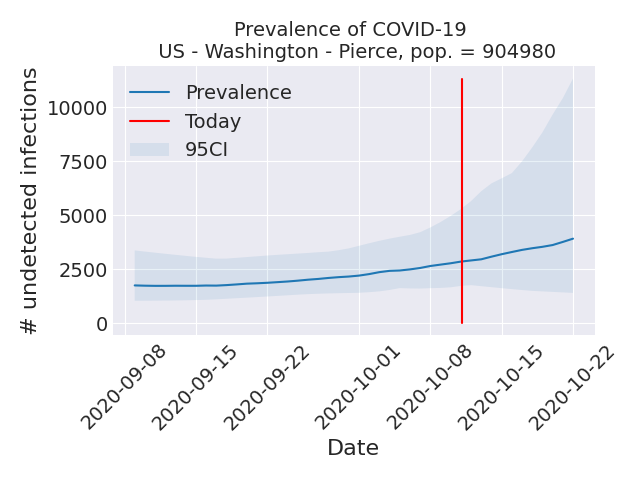 Prevalence of COVID-19
US - Washington - Pierce, pop. = 904980
# undetected infections
10000
7500
5000
2500
0
Prevalence
Today
95CI
2020-09-08
2020-09-15
2020-09-22
2020-10-01
2020-10-08
2020-10-15
2020-10-22
Date